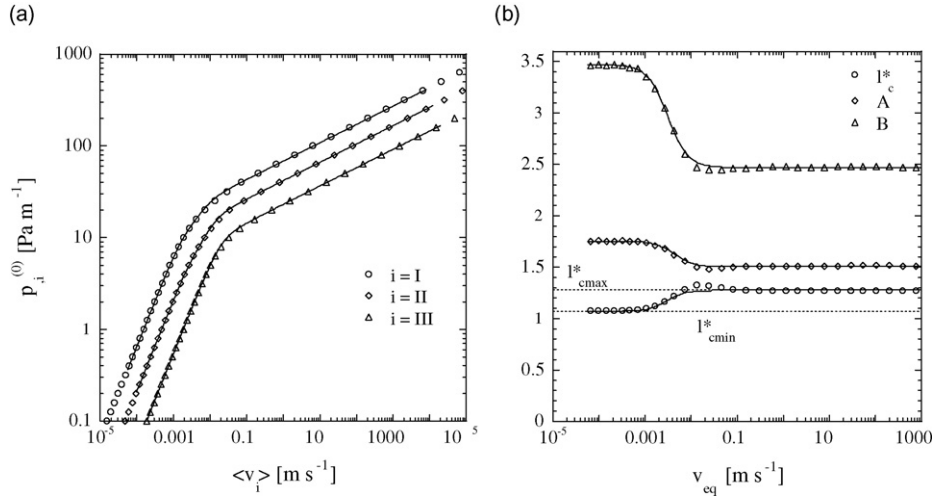 (a)
1000
100
10
1
0.1
p,i(0) [Pa m-1]
i = I
i = II
i = III
10-5
0.001
0.1
10
1000
10 5
<vi> [m s-1]
(b)
3.5
3
2.5
2
1.5
1
0.5
0
l*c
A
B
l*cmax
l*cmin
10-5
0.001
0.1
10
1000
veq [m s-1]